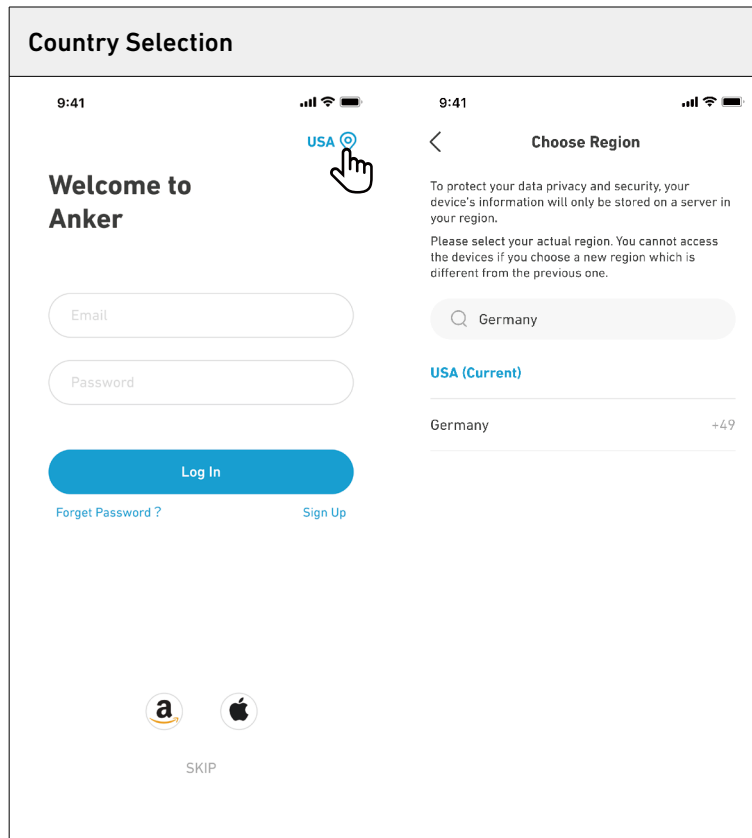 Country Selection
9:41
USA
Welcome to
Anker
Email
Password
Log In
Forget Password ?
Sign Up
a
SKIP
9:41
Choose Region
To protect your data privacy and security, your
device's information will only be stored on a server in
your region.
Please select your actual region. You cannot access
the devices if you choose a new region which is
different from the previous one.
Germany
USA (Current)
Germany
+49